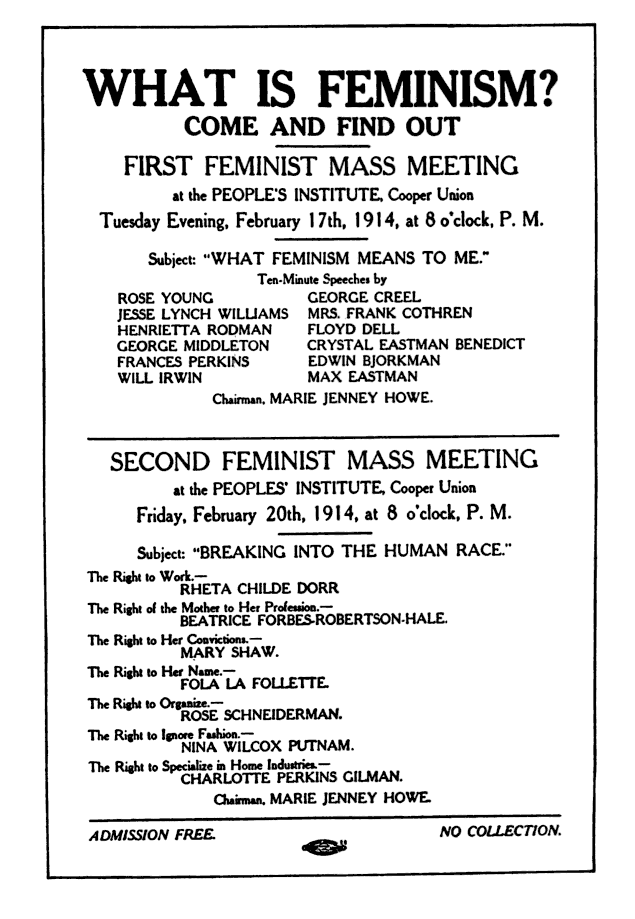 WHAT IS FEMINISM?
COME AND FIND OUT
FIRST FEMINIST MASS MEETING
at the PEOPLE'S INSTITUTE, Cooper Union
Tuesday Evening, February 17th, 1914, at 8 o'clock, P. M.
Subject: "WHAT FEMINISM MEANS TO ME."
Ten-Minute Speeches by
ROSE YOUNG GEORGE CREEL
JESSE LYNCH WILLIAMS MRS. FRANK COTHREN
HENRIETTA RODMAN FLOYD DELL
GEORGE MIDDLETON CRYSTAL EASTMAN BENEDICT
FRANCES PERKINS EDWIN BJORKMAN
WILL IRWIN MAX EASTMAN
Chairman, MARIE JENNEY HOWE.
SECOND FEMINIST MASS MEETING
at the PEOPLES' INSTITUTE, Cooper Union
Friday, February 20th, 1914, at 8 o'clock, P. M.
Subject: "BREAKING INTO THE HUMAN RACE."
The Right to Work.—
RHETA CHILDE DORR
The Right of the Mother to Her Profession.—
BEATRICE FORBES-ROBERTSON-HALE.
The Right to Her Convictions.—
MARY SHAW.
The Right to Her Name.—
FOLA LA FOLLETTE.
The Right to Organize.—
ROSE SCHNEIDERMAN.
The Right to Ignore Fashion.—
NINA WILCOX PUTNAM.
The Right to Specialize in Home Industries.—
CHARLOTTE PERKINS GILMAN.
Chairman, MARIE JENNEY HOWE.
ADMISSION FREE. NO COLLECTION.